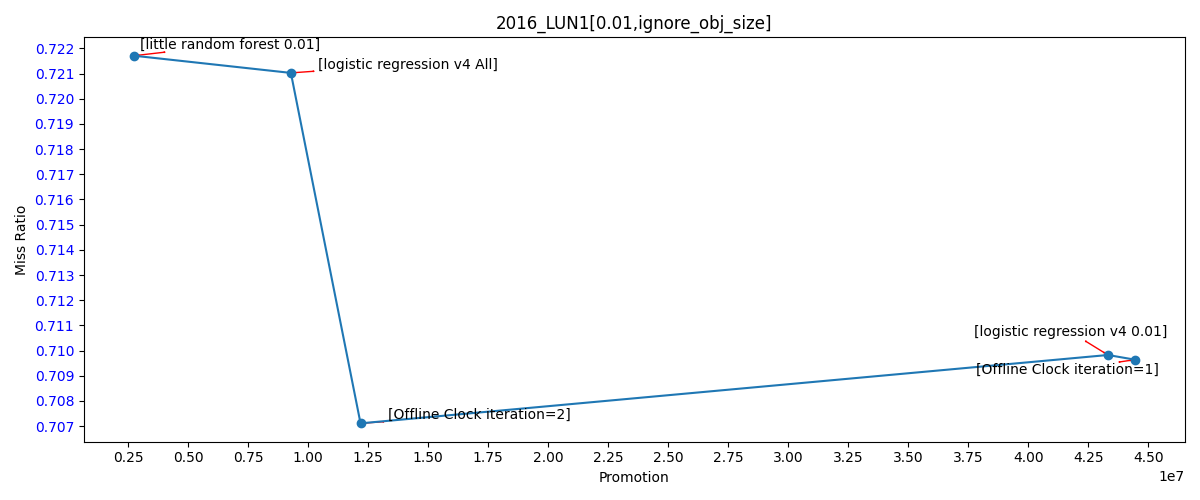 2016_LUN1[0.01,ignore_obj_size]
[little random forest 0.01]
[logistic regression v4 All]
[logistic regression v4 0.01]
[Offline Clock iteration=1]
[Offline Clock iteration=2]
Miss Ratio
0.722
0.721
0.720
0.719
0.718
0.717
0.716
0.715
0.714
0.713
0.712
0.711
0.710
0.709
0.708
0.707
0.25 0.50 0.75 1.00 1.25 1.50 1.75 2.00 2.25 2.50 2.75 3.00 3.25 3.50 3.75 4.00 4.25 4.50
1e7
Promotion